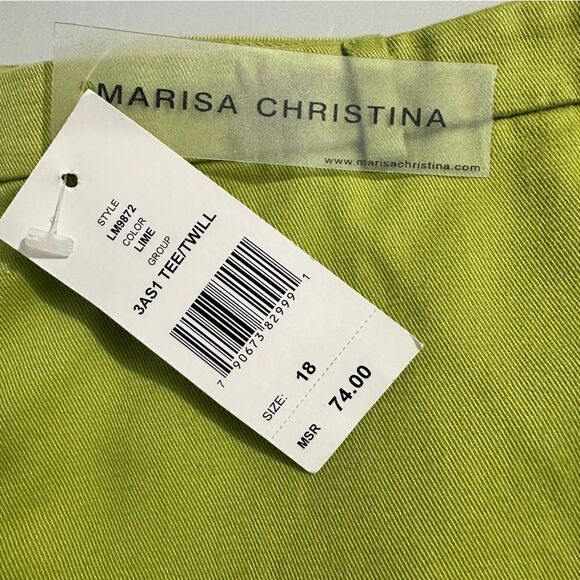 MARISA CHRISTINA
www.marisachristina.com
STYLE
LM9872
COLOR
LIME
GROUP
3AS1 TEE/TWILL
7 90673 82999 1
SIZE: 18
MSR 74.00